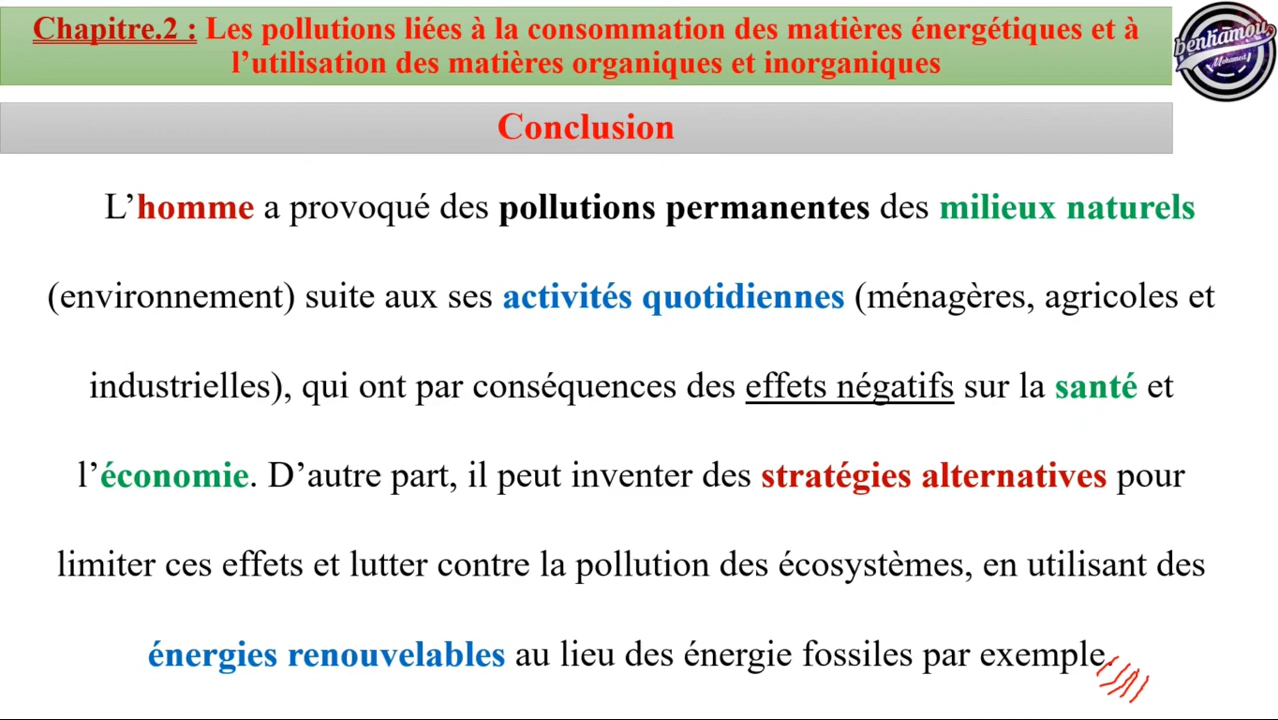 Chapitre.2 : Les pollutions liées à la consommation des matières énergétiques et à
l’utilisation des matières organiques et inorganiques
benhamou
Mohamed
Conclusion
L’homme a provoqué des pollutions permanentes des milieux naturels
(environnement) suite aux ses activités quotidiennes (ménagères, agricoles et
industrielles), qui ont par conséquences des effets négatifs sur la santé et
l’économie. D’autre part, il peut inventer des stratégies alternatives pour
limiter ces effets et lutter contre la pollution des écosystèmes, en utilisant des
énergies renouvelables au lieu des énergie fossiles par exemple.